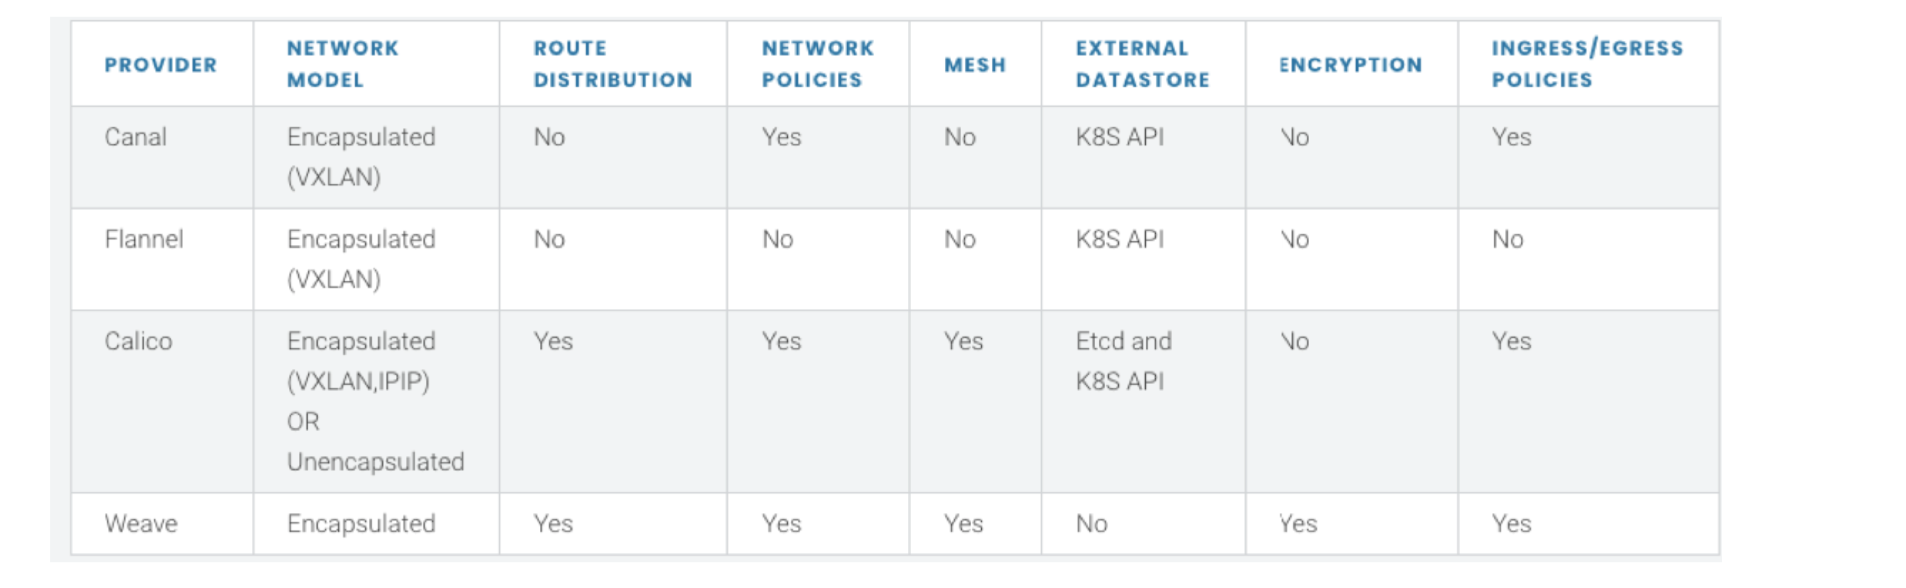 PROVIDER NETWORK MODEL ROUTE DISTRIBUTION NETWORK POLICIES MESH EXTERNAL DATASTORE ENCRYPTION INGRESS/EGRESS POLICIES
Canal Encapsulated (VXLAN) No Yes No K8S API No Yes
Flannel Encapsulated (VXLAN) No No No K8S API No No
Calico Encapsulated (VXLAN,IPIP) OR Unencapsulated Yes Yes Yes Etcd and K8S API No Yes
Weave Encapsulated Yes Yes Yes No Yes Yes